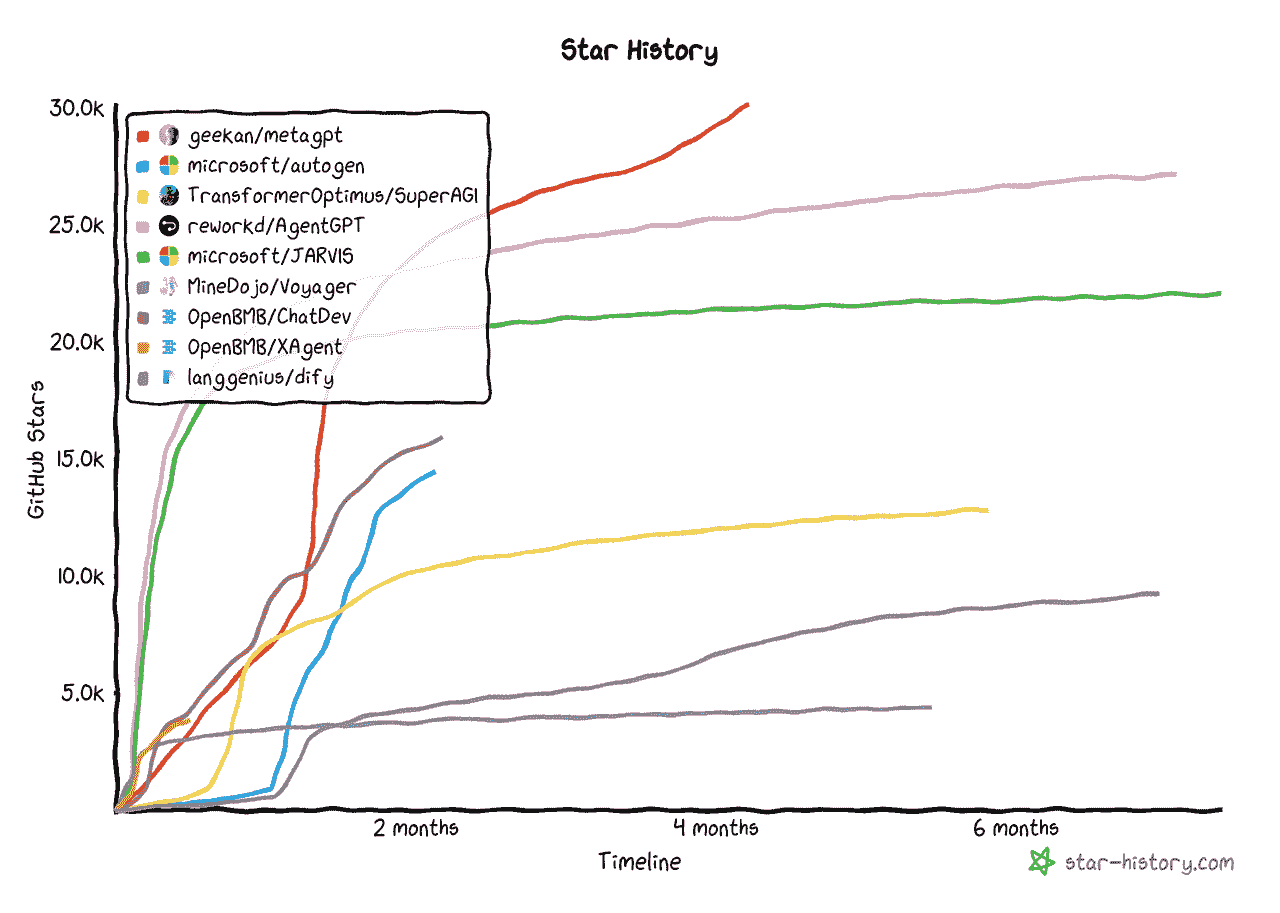 Star History
30.0k
25.0k
20.0k
15.0k
10.0k
5.0k
GitHub Stars
geekan/metagpt
microsoft/autogen
TransformerOptimus/SuperAGI
reworkd/AgentGPT
microsoft/JARVIS
MineDojo/Voyager
OpenBMB/ChatDev
OpenBMB/XAgent
langgenius/dify
2 months
4 months
6 months
Timeline
star-history.com